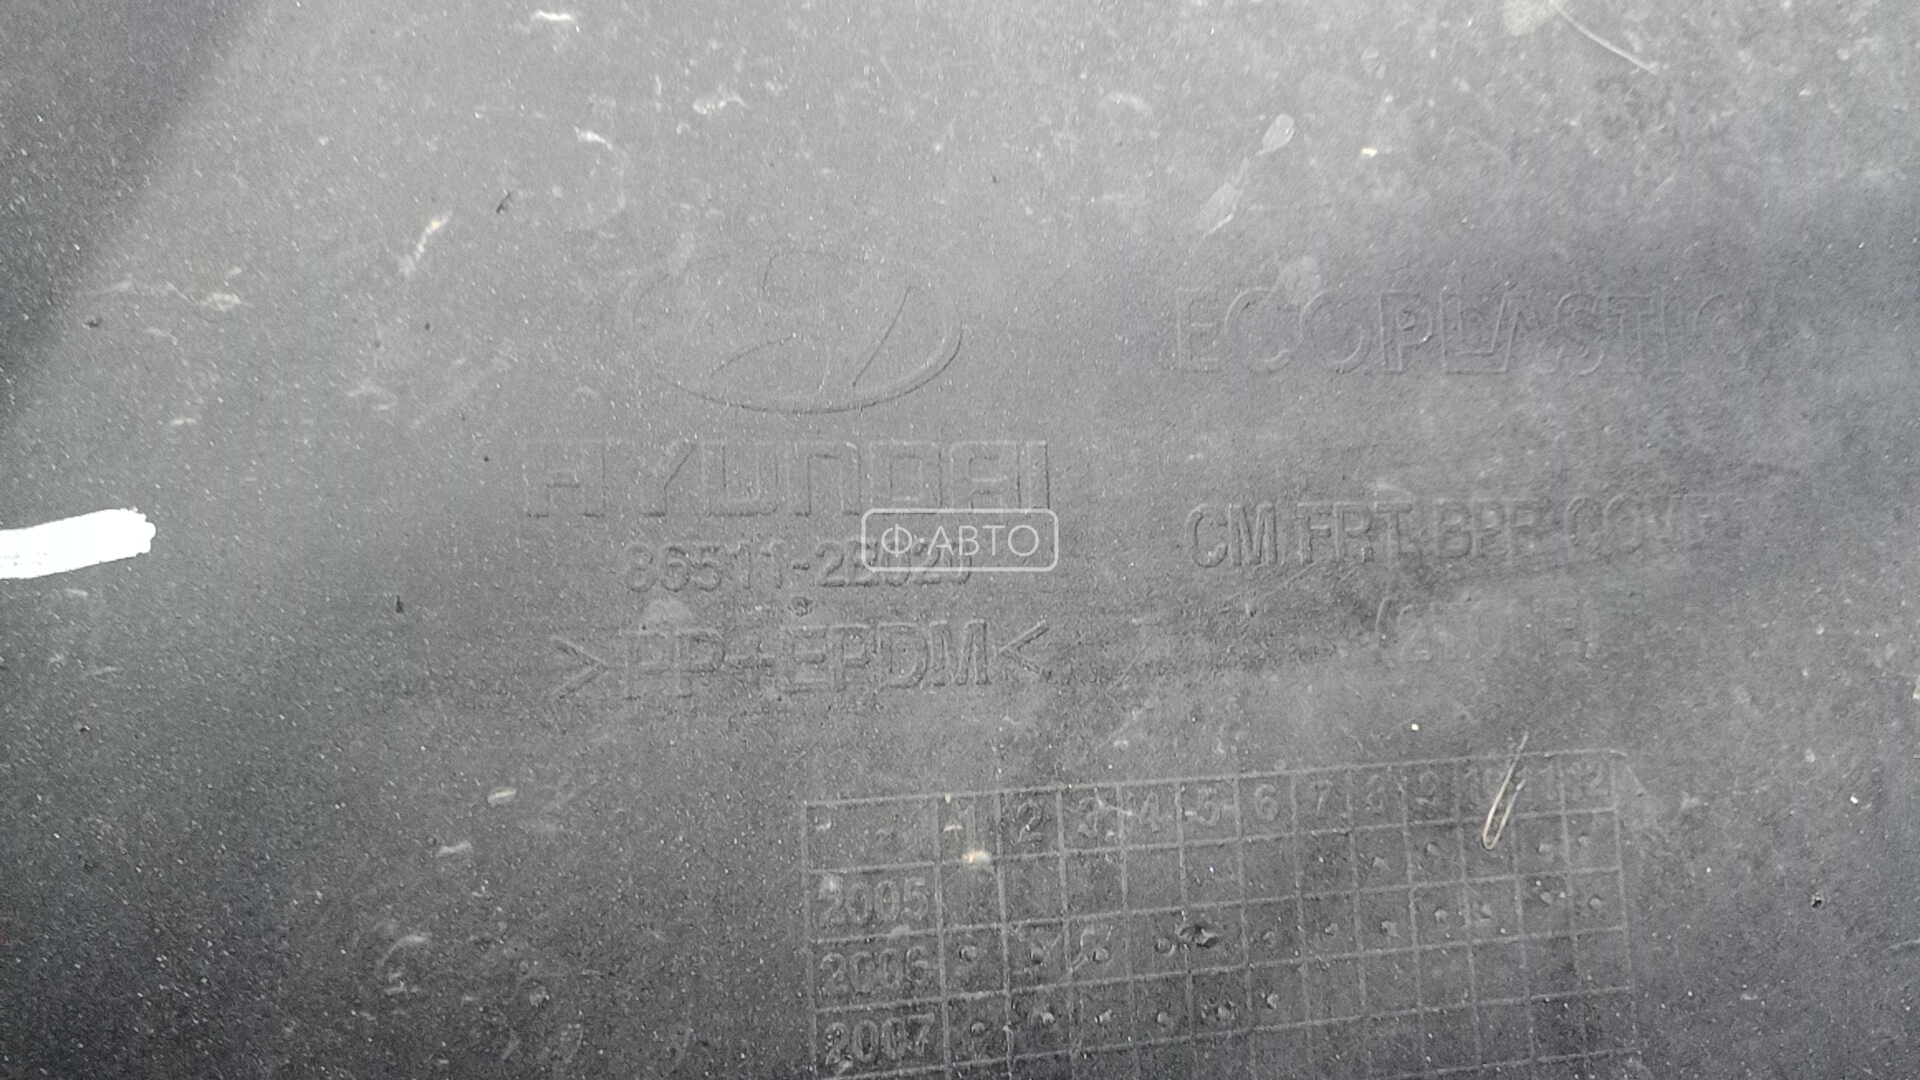 ECOPLASTIC
HYUNDAI
CM FRT BPR COVER
Ф·АВТО
>PP+EPDM<
1 2 3 4 5 6 7 8 9 10 11 12
2005
2006
2007